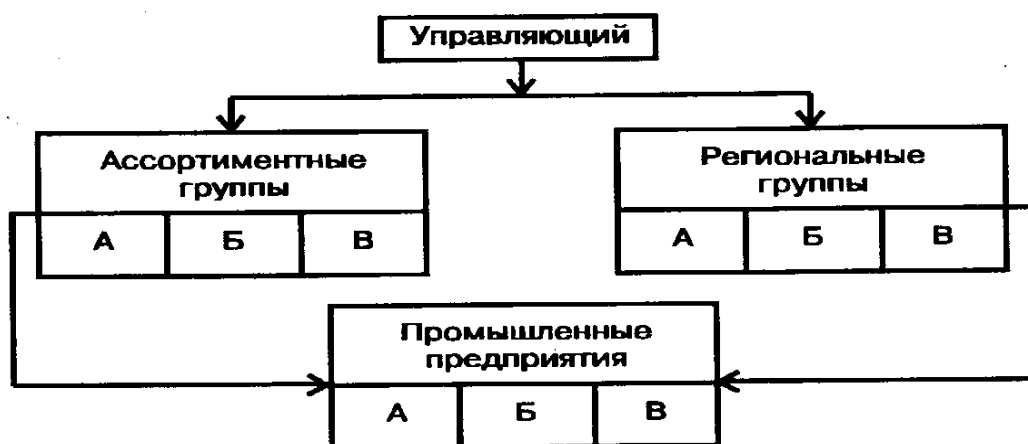 Управляющий
Ассортиментные
группы
А Б В
Региональные
группы
А Б В
Промышленные
предприятия
А Б В